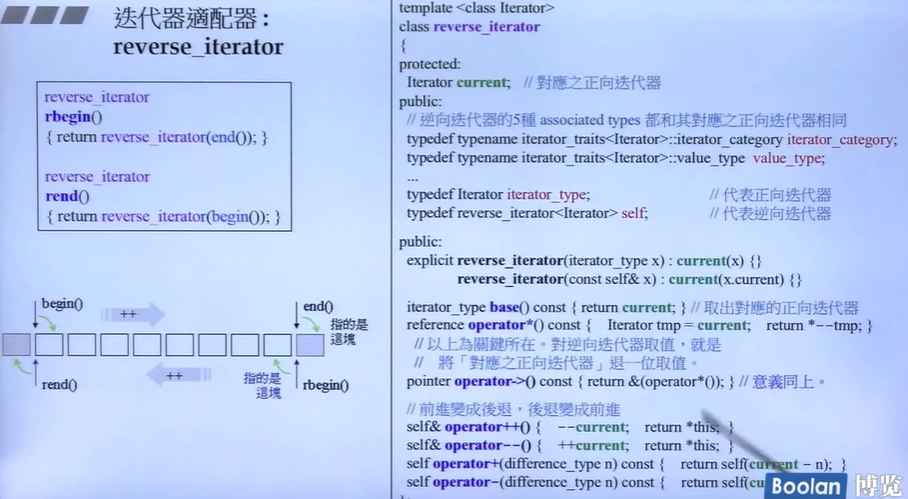 迭代器適配器 :
reverse_iterator
reverse_iterator
rbegin()
{ return reverse_iterator(end()); }
reverse_iterator
rend()
{ return reverse_iterator(begin()); }
begin()
++
end()
指的是
這塊
rend()
++
指的是
這塊
rbegin()
template <class Iterator>
class reverse_iterator
{
protected:
Iterator current; // 對應之正向迭代器
public:
// 逆向迭代器的5種 associated types 都和其對應之正向迭代器相同
typedef typename iterator_traits<Iterator>::iterator_category iterator_category;
typedef typename iterator_traits<Iterator>::value_type value_type;
...
typedef Iterator iterator_type; // 代表正向迭代器
typedef reverse_iterator<Iterator> self; // 代表逆向迭代器
public:
explicit reverse_iterator(iterator_type x) : current(x) {}
reverse_iterator(const self& x) : current(x.current) {}
iterator_type base() const { return current; } // 取出對應的正向迭代器
reference operator*() const { Iterator tmp = current; return *--tmp; }
// 以上為關鍵所在。對逆向迭代器取值，就是
// 將「對應之正向迭代器」退一位取值。
pointer operator->() const { return &(operator*()); } // 意義同上。
// 前進變成後退，後退變成前進
self& operator++() { --current; return *this; }
self& operator--() { ++current; return *this; }
self operator+(difference_type n) const { return self(current - n); }
self operator-(difference_type n) const { return self(
Boolan 博览